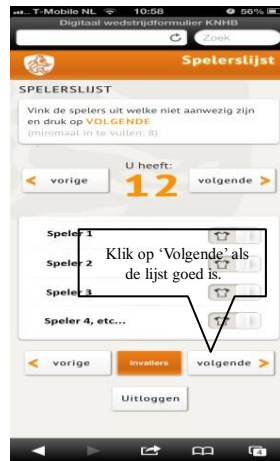 T-Mobile NL 10:58 56%
Digitaal wedstrijdformulier KNHB
Zoek
Spelerslijst
SPELERSLIJST
Vink de spelers uit welke niet aanwezig zijn
en druk op VOLGENDE
(minimaal in te vullen: 8)
U heeft:
< vorige 12 volgende >
Speler 1
Speler 2
Speler 3
Speler 4, etc...
Klik op ‘Volgende’ als
de lijst goed is.
< vorige Invallers volgende >
Uitloggen
4